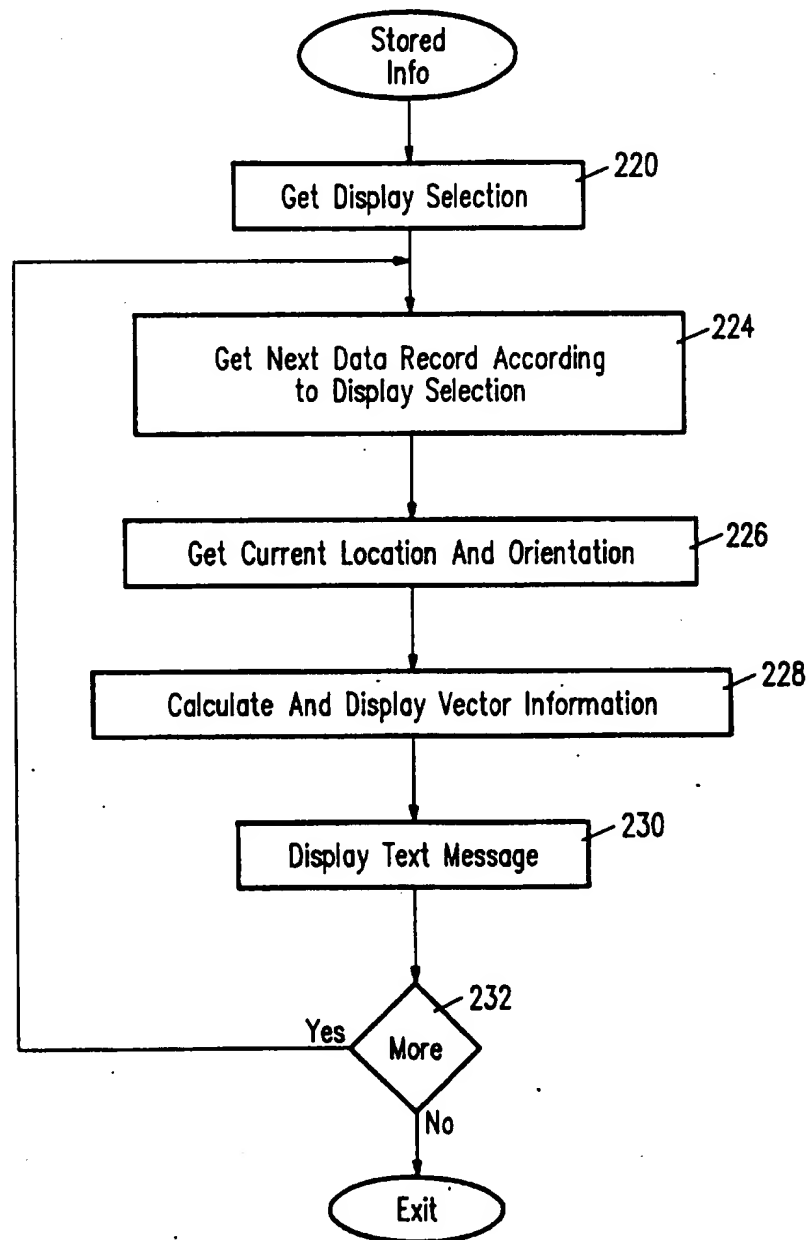 Stored
Info
220
Get Display Selection
224
Get Next Data Record According
to Display Selection
226
Get Current Location And Orientation
228
Calculate And Display Vector Information
230
Display Text Message
232
Yes
More
No
Exit